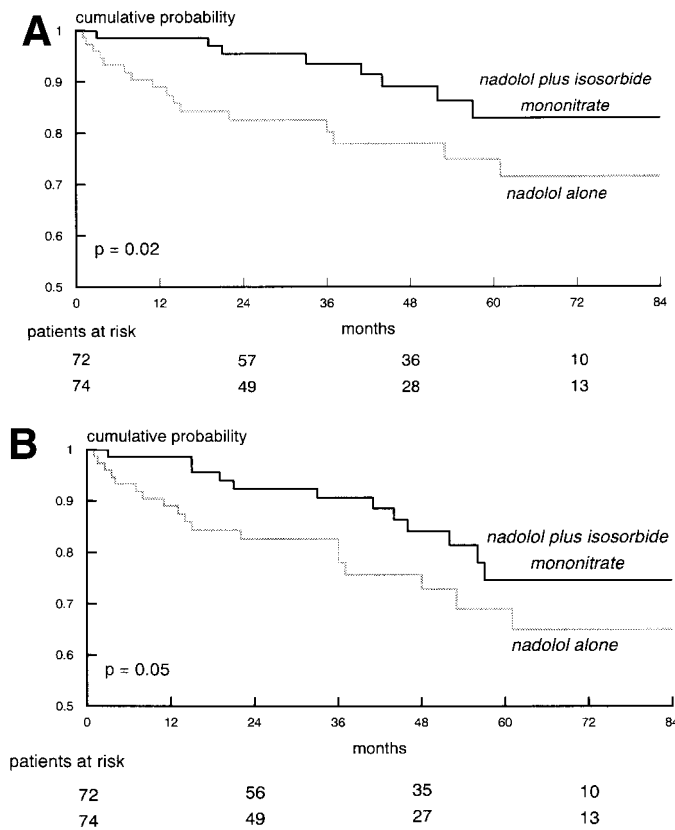 A
cumulative probability
1
0.9
0.8
0.7
0.6
0.5
nadolol plus isosorbide
mononitrate
nadolol alone
p = 0.02
0 12 24 36 48 60 72 84
months
patients at risk
72 57 36 10
74 49 28 13
B
cumulative probability
1
0.9
0.8
0.7
0.6
0.5
nadolol plus isosorbide
mononitrate
nadolol alone
p = 0.05
0 12 24 36 48 60 72 84
months
patients at risk
72 56 35 10
74 49 27 13